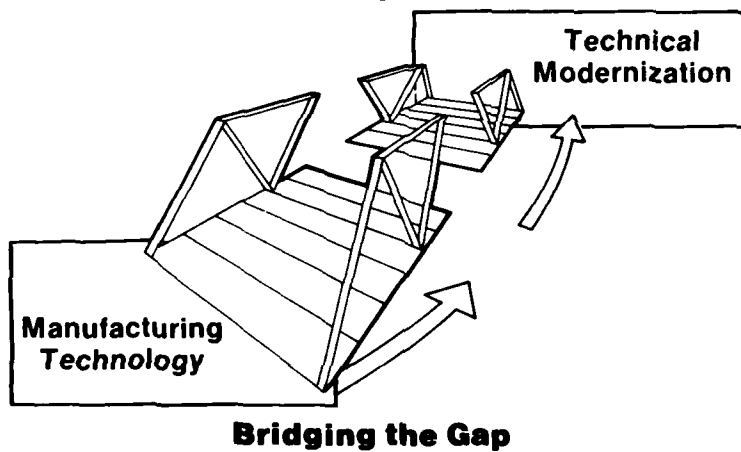 Technical
Modernization
Manufacturing
Technology
Bridging the Gap